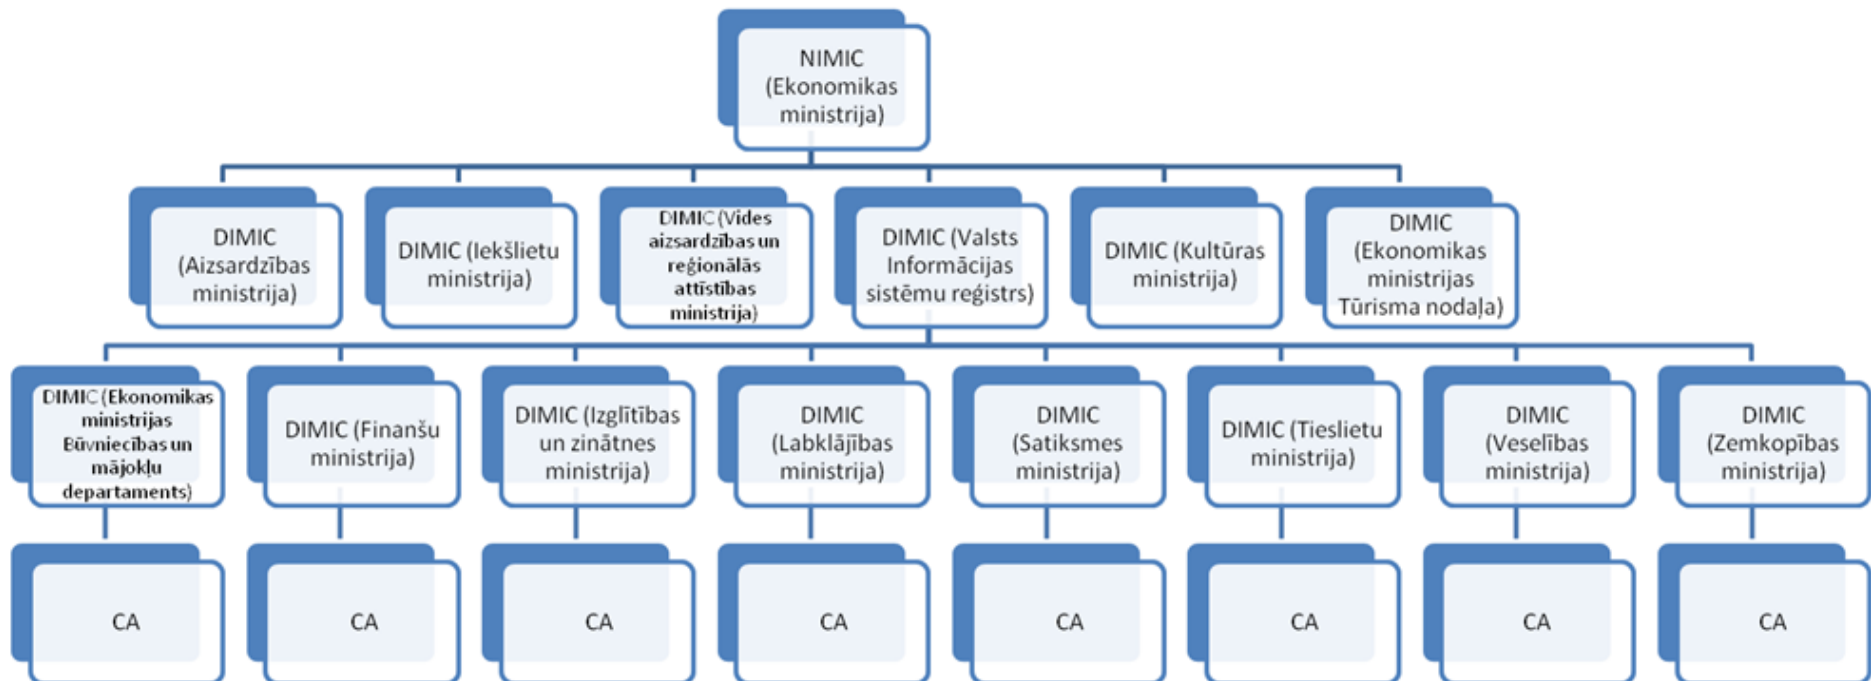 NIMIC
(Ekonomikas
ministrija)
DIMIC
(Aizsardzības
ministrija)
DIMIC (Iekšlietu
ministrija)
DIMIC (Vides
aizsardzības un
reģionālās
attīstības
ministrija)
DIMIC (Valsts
Informācijas
sistēmu reģistrs)
DIMIC (Kultūras
ministrija)
DIMIC
(Ekonomikas
ministrijas
Tūrisma nodaļa)
DIMIC (Ekonomikas
ministrijas
Būvniecības un
mājokļu
departaments)
DIMIC (Finanšu
ministrija)
DIMIC (Izglītības
un zinātnes
ministrija)
DIMIC
(Labklājības
ministrija)
DIMIC
(Satiksmes
ministrija)
DIMIC (Tieslietu
ministrija)
DIMIC
(Veselības
ministrija)
DIMIC
(Zemkopības
ministrija)
CA
CA
CA
CA
CA
CA
CA
CA